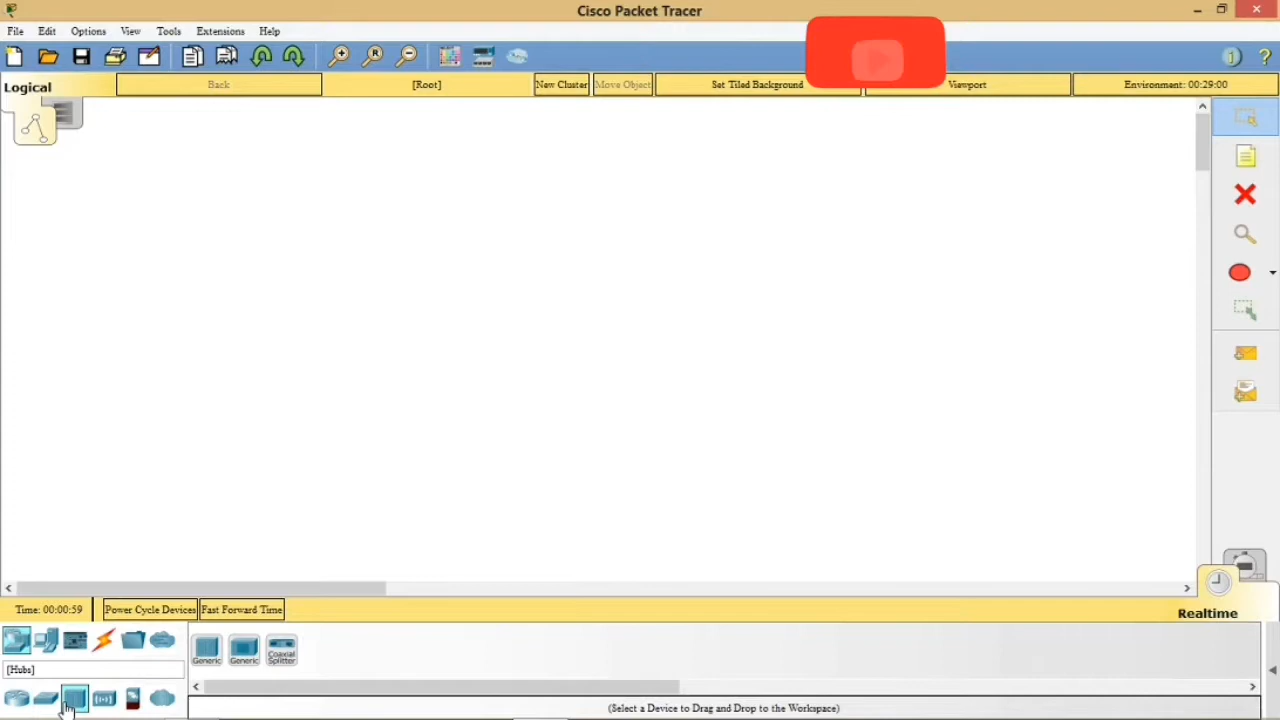 Cisco Packet Tracer
File Edit Options View Tools Extensions Help
Logical Back [Root] New Cluster Move Object Set Tiled Background Viewport Environment: 00:29:00
Time: 00:00:59 Power Cycle Devices Fast Forward Time Realtime
Generic Generic Coaxial Splitter
[Hubs]
(Select a Device to Drag and Drop to the Workspace)